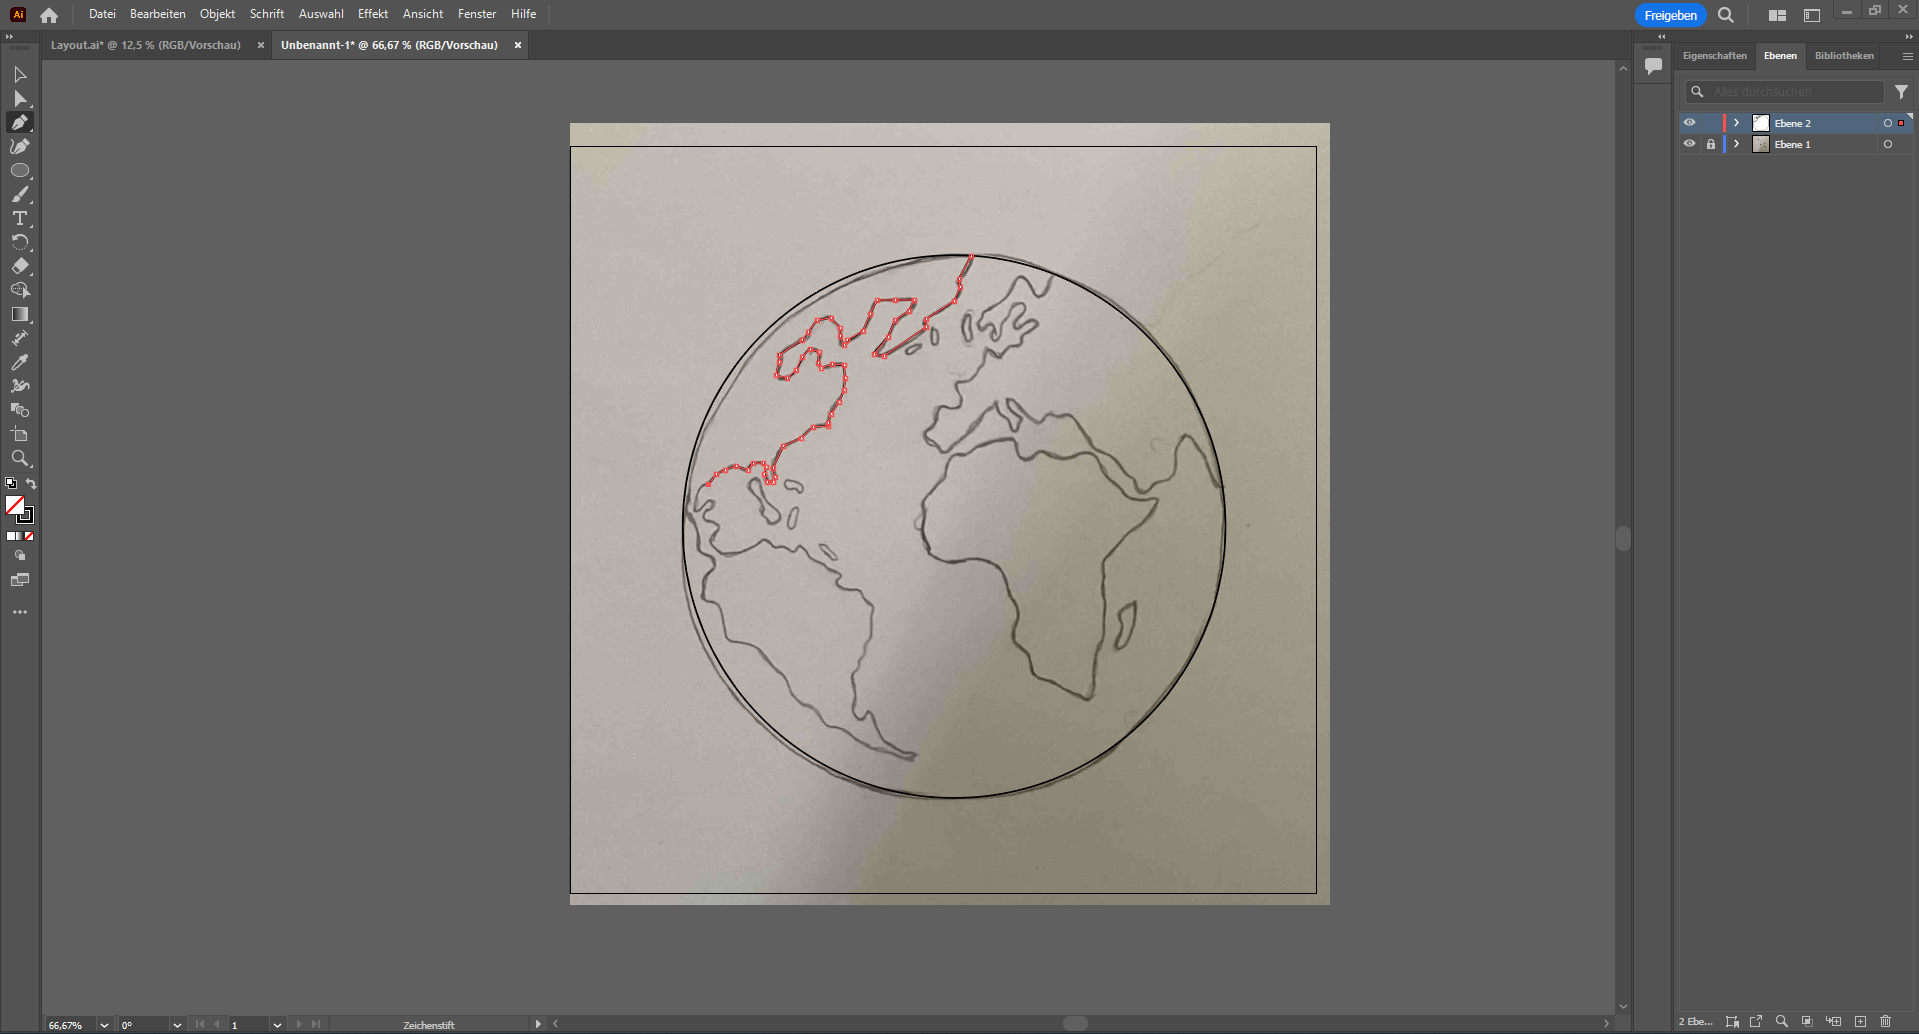 Ai Datei Bearbeiten Objekt Schrift Auswahl Effekt Ansicht Fenster Hilfe Freigeben
Layout.ai* @ 12,5 % (RGB/Vorschau) Unbenannt-1* @ 66,67 % (RGB/Vorschau)
Eigenschaften Ebenen Bibliotheken
Alles durchsuchen
Ebene 2
Ebene 1
66,67% 0° 1 Zeichenstift 2 Ebe...